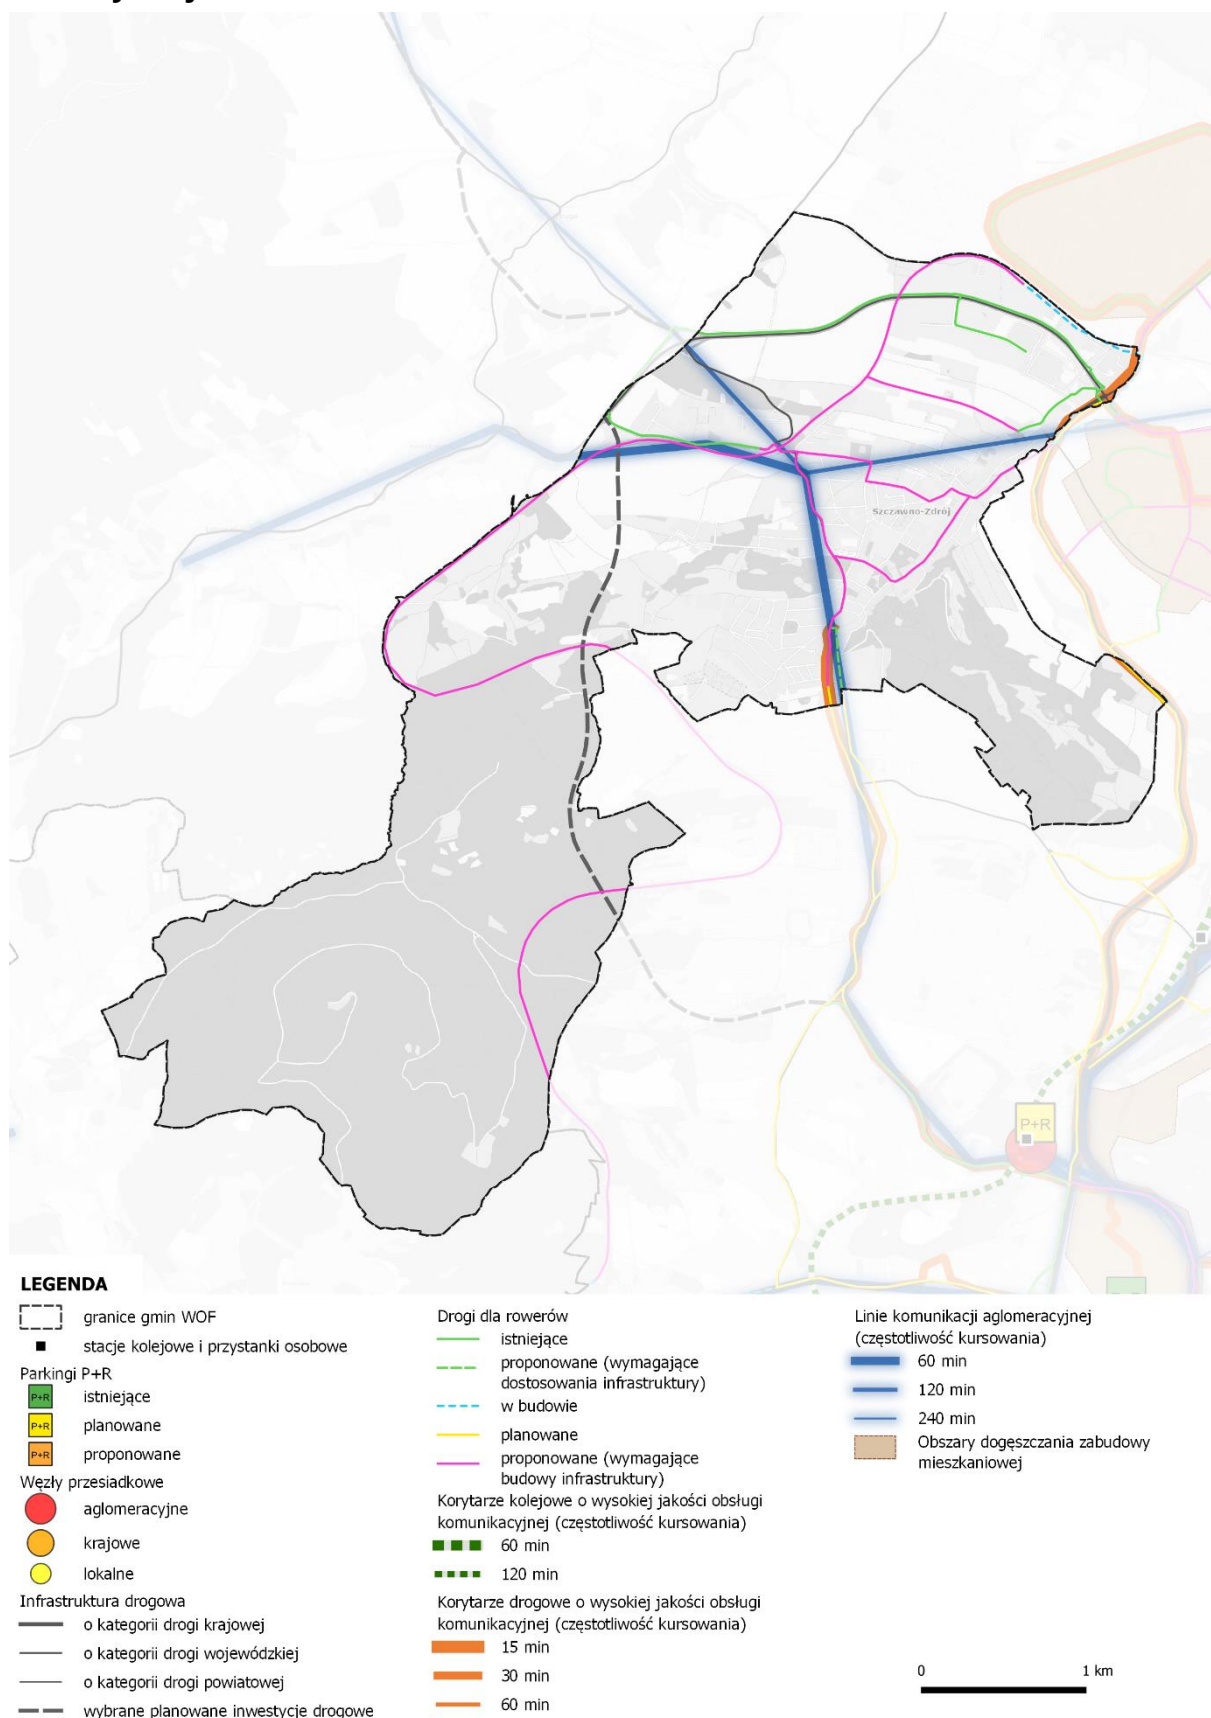 Szczawno-Zdrój
P+R
LEGENDA
granice gmin WOF
stacje kolejowe i przystanki osobowe
Parkingi P+R
P+R istniejące
P+R planowane
P+R proponowane
Węzły przesiadkowe
aglomeracyjne
krajowe
lokalne
Infrastruktura drogowa
o kategorii drogi krajowej
o kategorii drogi wojewódzkiej
o kategorii drogi powiatowej
wybrane planowane inwestycje drogowe
Drogi dla rowerów
istniejące
proponowane (wymagające
dostosowania infrastruktury)
w budowie
planowane
proponowane (wymagające
budowy infrastruktury)
Korytarze kolejowe o wysokiej jakości obsługi
komunikacyjnej (częstotliwość kursowania)
60 min
120 min
Korytarze drogowe o wysokiej jakości obsługi
komunikacyjnej (częstotliwość kursowania)
15 min
30 min
60 min
Linie komunikacji aglomeracyjnej
(częstotliwość kursowania)
60 min
120 min
240 min
Obszary dogęszczania zabudowy
mieszkaniowej
0 1 km